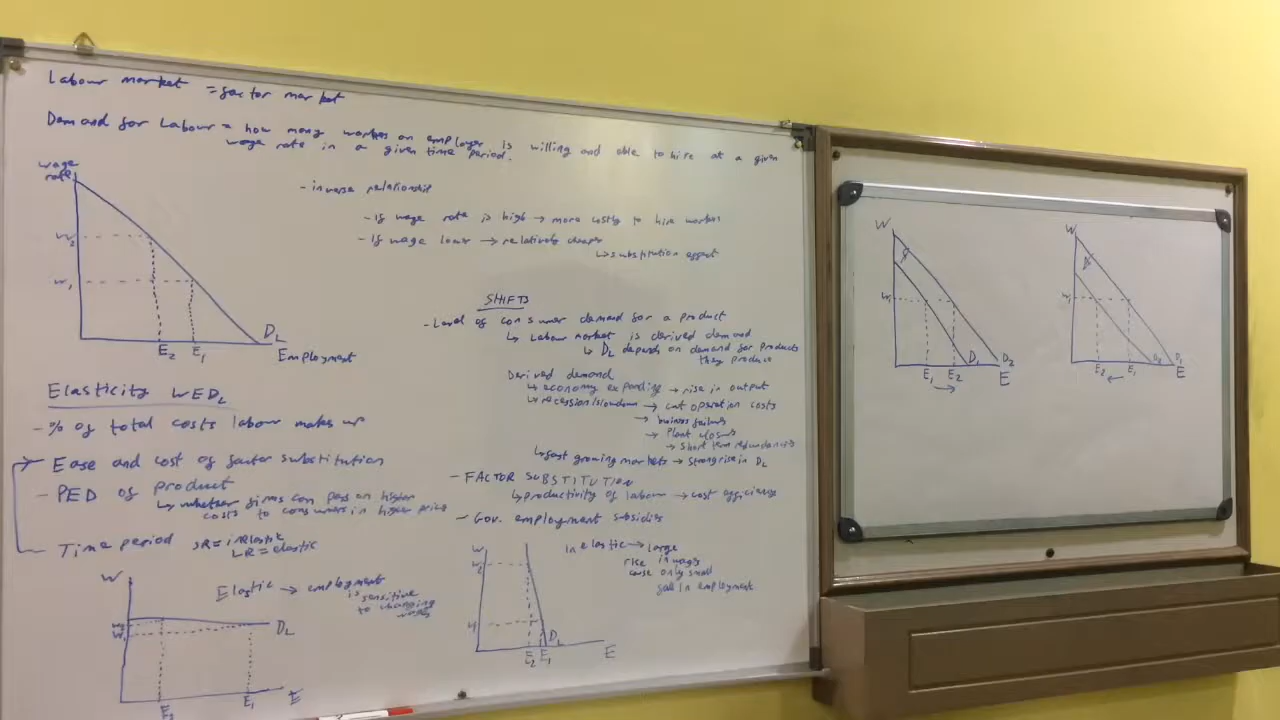 Labour market = factor market
Demand for Labour = how many workers an employer is willing and able to hire at a given
wage rate in a given time period.
wage
rate
W2
W1
E2 E1
DL
Employment
- inverse relationship
- If wage rate is high → more costly to hire workers
- If wage lower → relatively cheaper
↳ substitution effect
SHIFTS
- Level of consumer demand for a product
↳ Labour market is derived demand
↳ DL depends on demand for products
they produce
Derived demand
↳ economy expanding → rise in output
↳ recession/slowdown → cut operation costs
→ business failures
→ Plant closures
→ Short term redundancies
↳ fast growing markets → strong rise in DL
- FACTOR SUBSTITUTION
↳ productivity of labour → cost efficiency
- Gov. employment subsidies
Elasticity WEDL
- % of total costs labour makes up
Ease and cost of factor substitution
- PED of product
↳ whether firms can pass on higher
costs to consumers in higher price
Time period SR = inelastic
LR = elastic
W
W2
W1
E2
E1
E
DL
Elastic → employment
is sensitive
to changing
wages
W
W2
W1
E2 E1
DL
E
Inelastic → large
rise in wages
cause only small
fall in employment
W
W1
E1 E2
→
D1 D2
E
W
W1
E2 E1
←
D2 D1
E